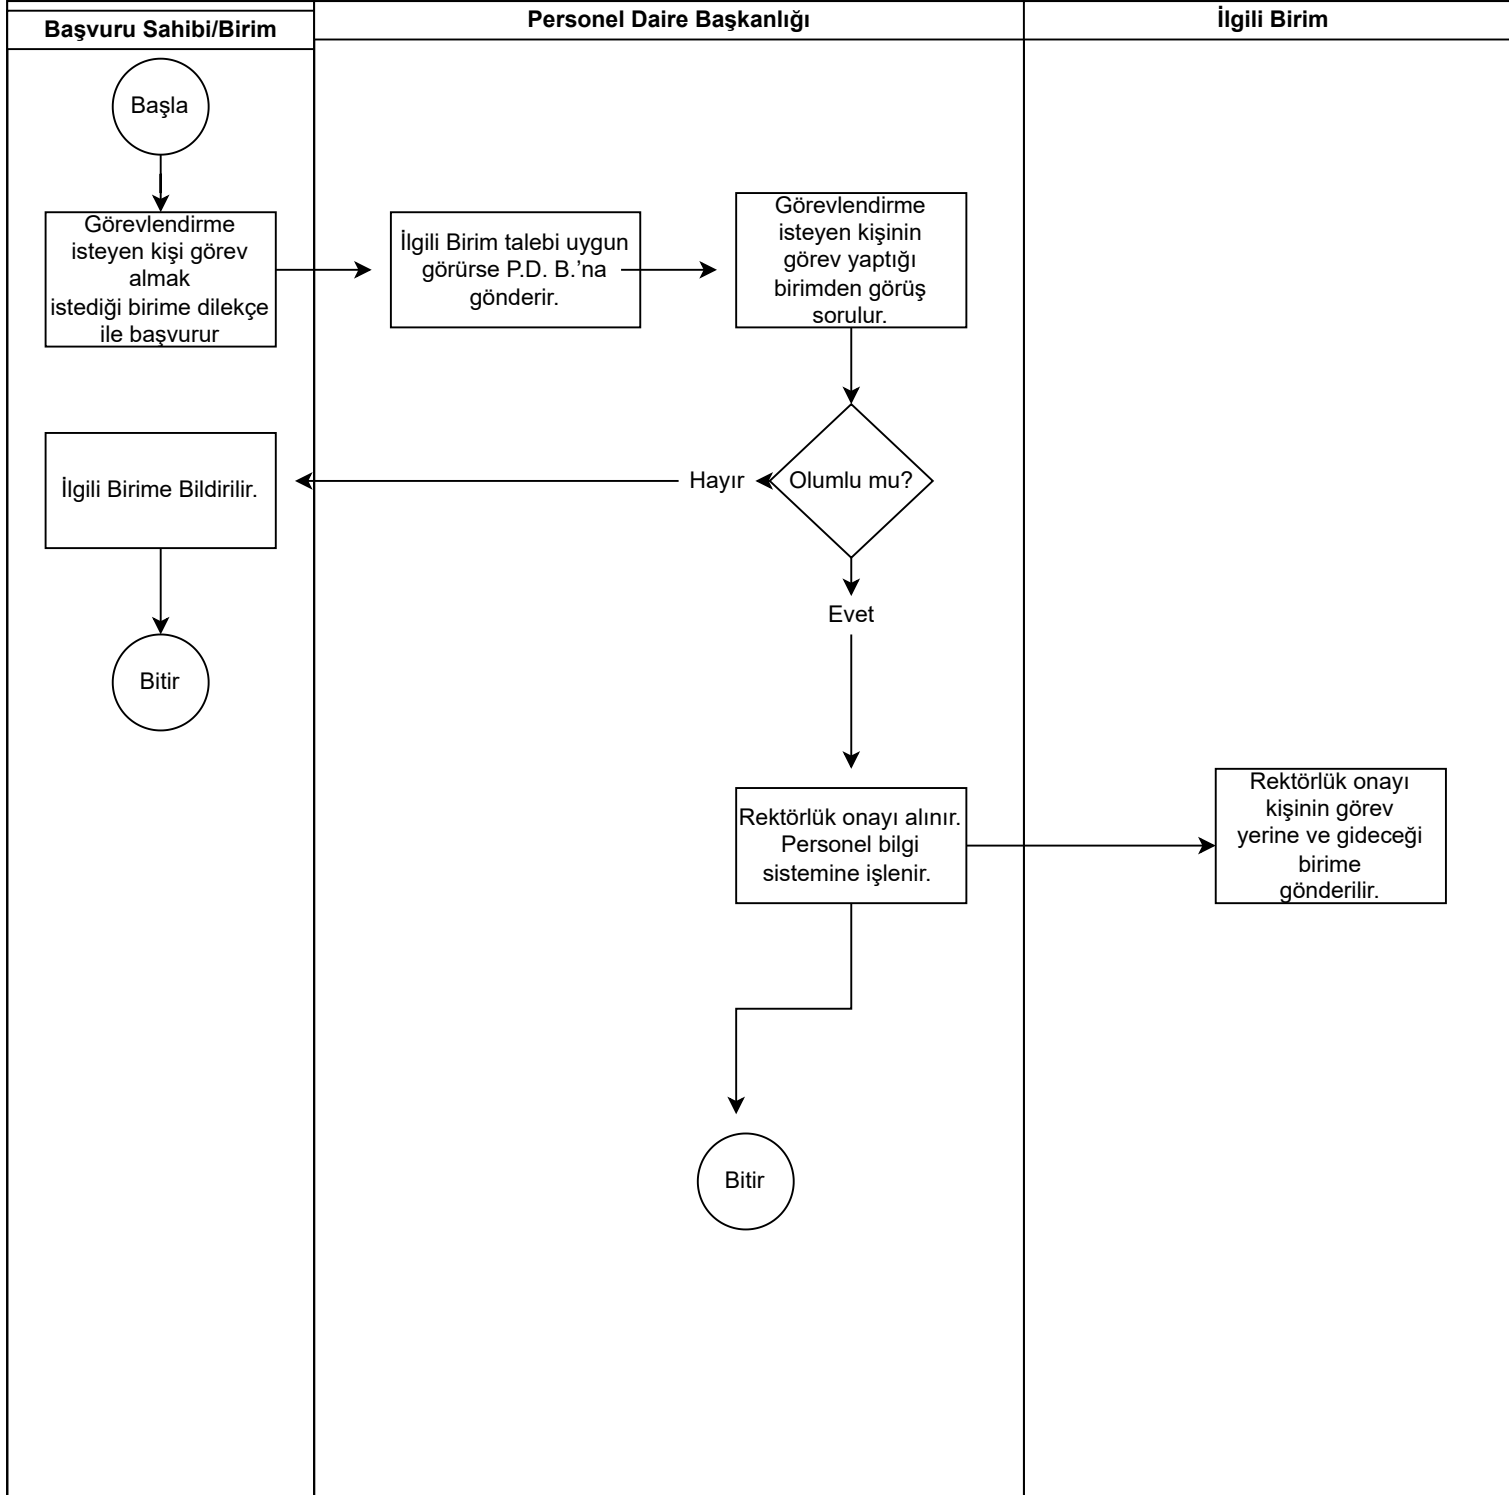 Başvuru Sahibi/Birim
Personel Daire Başkanlığı
İlgili Birim
Başla
Görevlendirme
isteyen kişi görev
almak
istediği birime dilekçe
ile başvurur
İlgili Birim talebi uygun
görürse P.D. B.’na
gönderir.
Görevlendirme
isteyen kişinin
görev yaptığı
birimden görüş
sorulur.
İlgili Birime Bildirilir.
Hayır
Olumlu mu?
Evet
Bitir
Rektörlük onayı alınır.
Personel bilgi
sistemine işlenir.
Rektörlük onayı
kişinin görev
yerine ve gideceği
birime
gönderilir.
Bitir